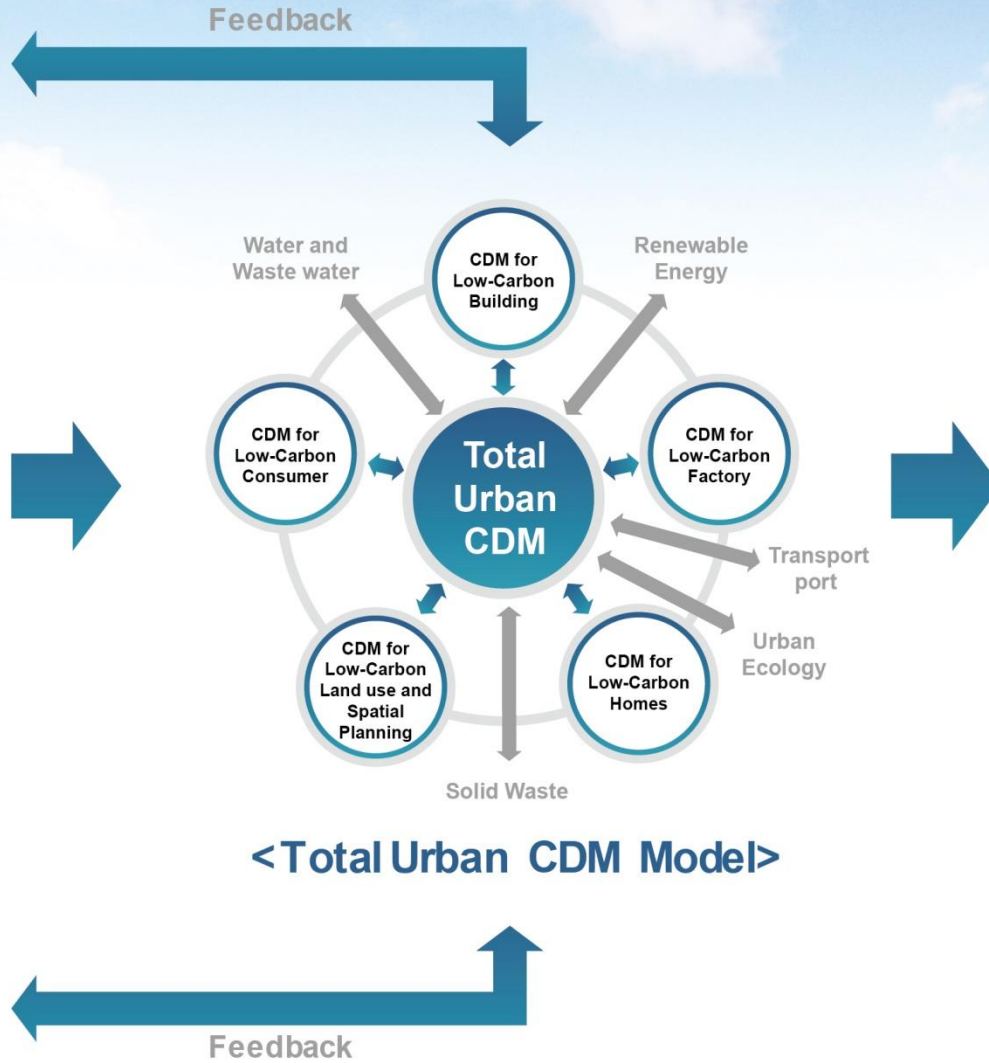 Feedback
Water and
Waste water
Renewable
Energy
CDM for
Low-Carbon
Building
CDM for
Low-Carbon
Consumer
Total
Urban
CDM
CDM for
Low-Carbon
Factory
Transport
port
Urban
Ecology
CDM for
Low-Carbon
Land use and
Spatial
Planning
CDM for
Low-Carbon
Homes
Solid Waste
<Total Urban CDM Model>
Feedback